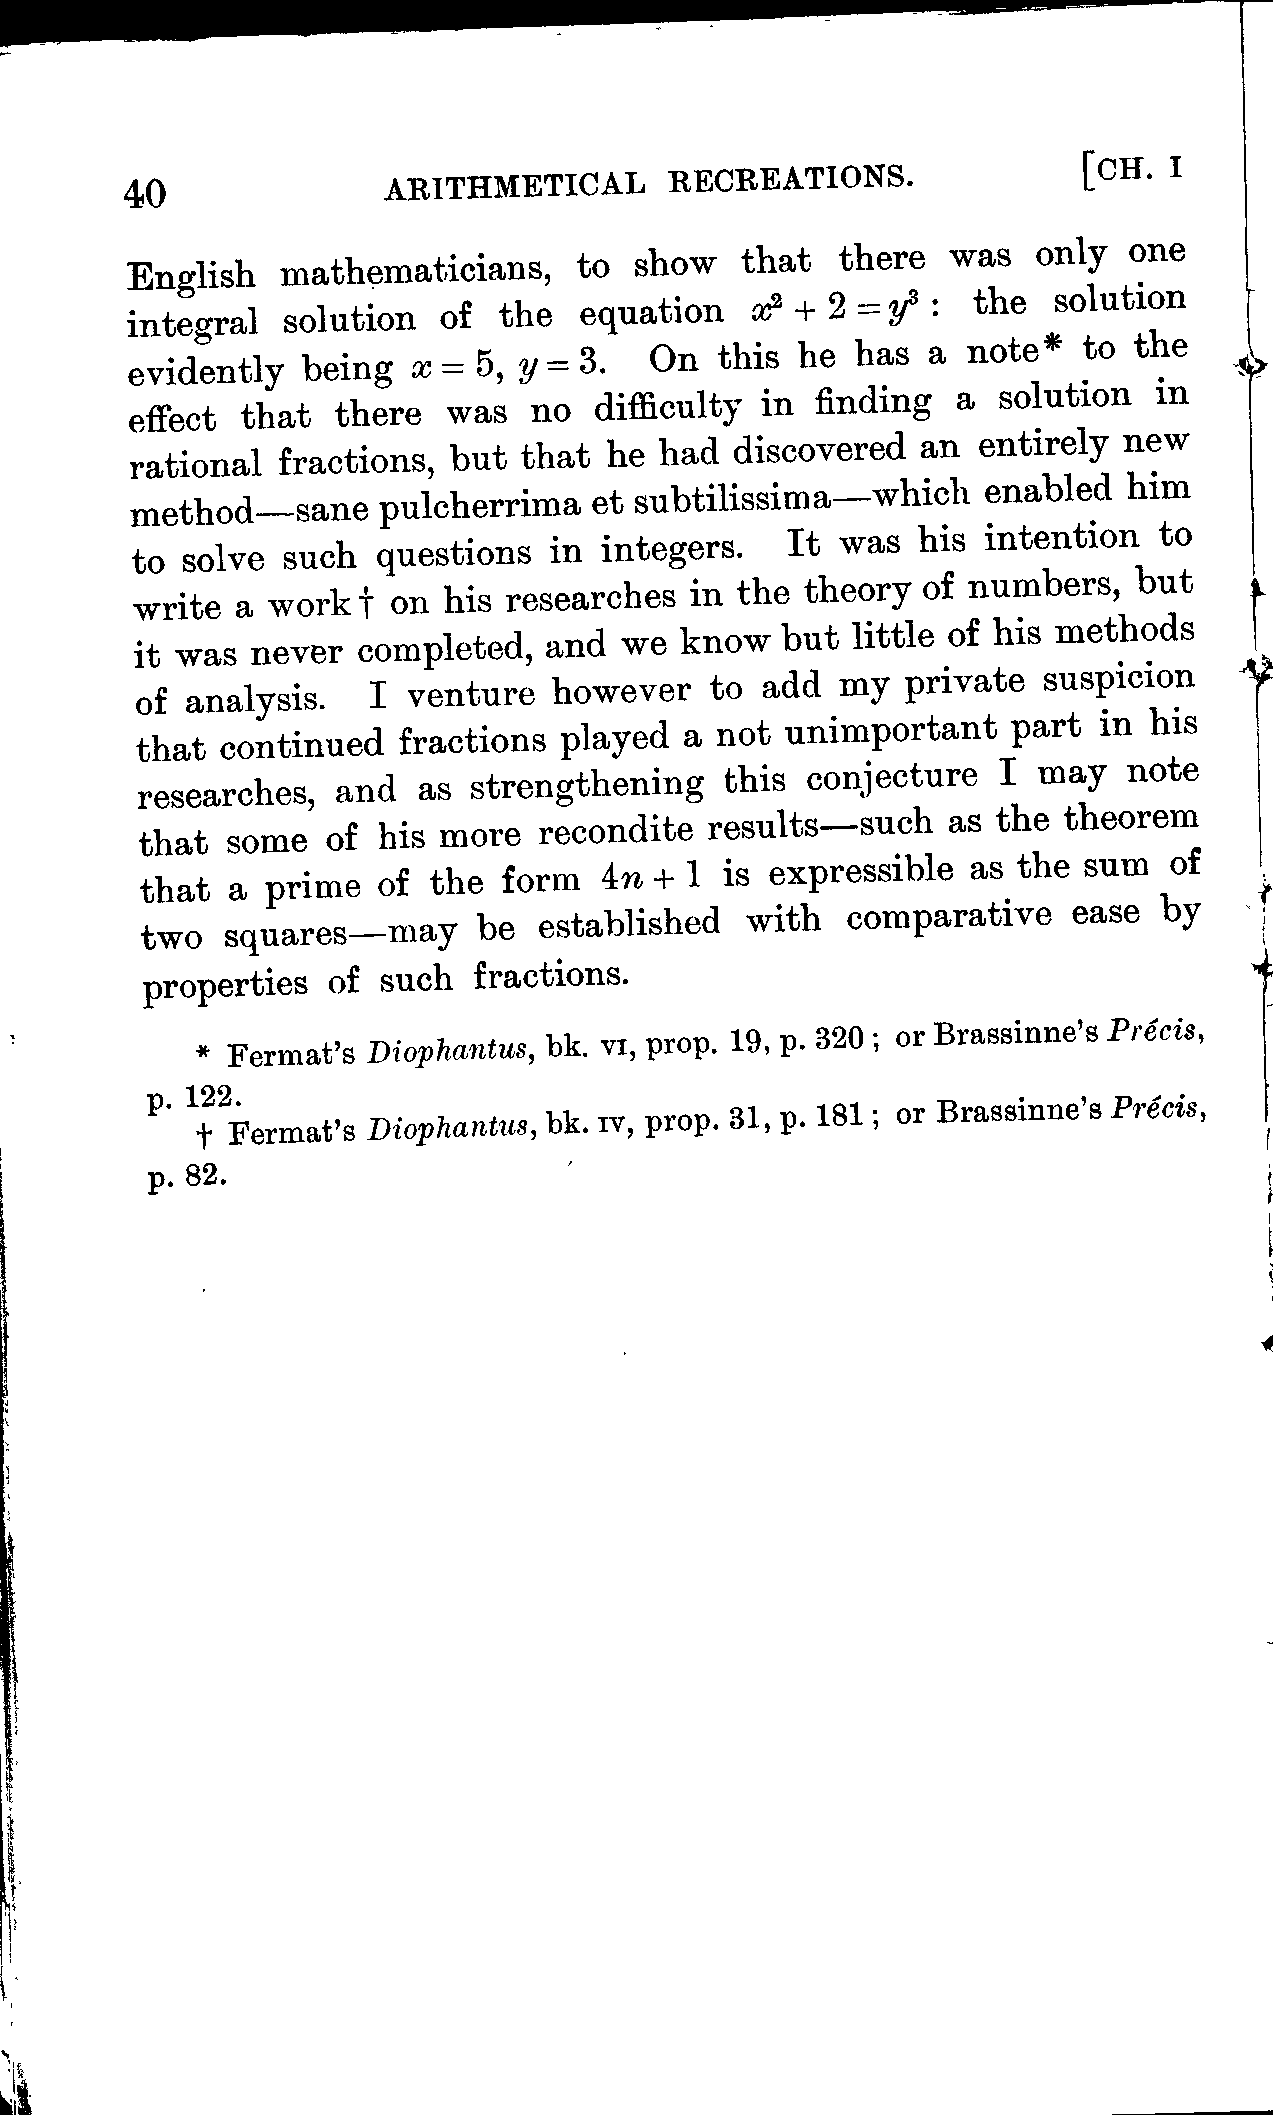 40 ARITHMETICAL RECREATIONS. [CH. I
English mathematicians, to show that there was only one
integral solution of the equation x² + 2 = y³ : the solution
evidently being x = 5, y = 3. On this he has a note* to the
effect that there was no difficulty in finding a solution in
rational fractions, but that he had discovered an entirely new
method—sane pulcherrima et subtilissima—which enabled him
to solve such questions in integers. It was his intention to
write a work† on his researches in the theory of numbers, but
it was never completed, and we know but little of his methods
of analysis. I venture however to add my private suspicion
that continued fractions played a not unimportant part in his
researches, and as strengthening this conjecture I may note
that some of his more recondite results—such as the theorem
that a prime of the form 4n + 1 is expressible as the sum of
two squares—may be established with comparative ease by
properties of such fractions.
* Fermat's Diophantus, bk. VI, prop. 19, p. 320 ; or Brassinne's Précis,
p. 122.
† Fermat's Diophantus, bk. IV, prop. 31, p. 181 ; or Brassinne's Précis,
p. 82.